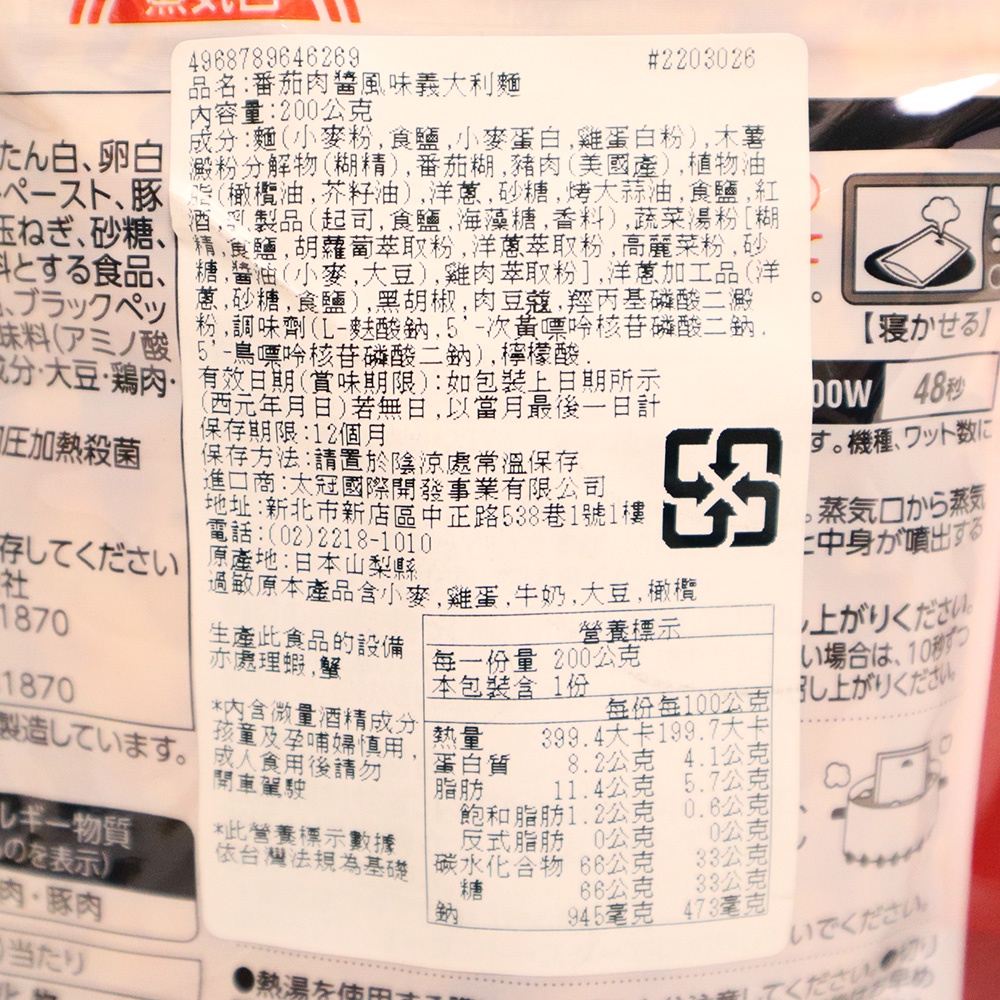 蒸気口
4968789646269 #2203026
品名:番茄肉醬風味義大利麵
內容量:200公克
成分:麵(小麥粉,食鹽,小麥蛋白,雞蛋白粉),木薯
澱粉分解物(糊精),番茄糊,豬肉(美國產),植物油
脂(橄欖油,芥籽油),洋蔥,砂糖,烤大蒜油,食鹽,紅
酒,乳製品(起司,食鹽,海藻糖,香料),蔬菜湯粉[糊
精,食鹽,胡蘿蔔萃取粉,洋蔥萃取粉,高麗菜粉,砂
糖,醬油(小麥,大豆),雞肉萃取粉],洋蔥加工品(洋
蔥,砂糖,食鹽),黑胡椒,肉豆蔻,羥丙基磷酸二澱
粉,調味劑(L-麩酸鈉,5'-次黃嘌呤核苷磷酸二鈉.
5'-鳥嘌呤核苷磷酸二鈉),檸檬酸.
有效日期(賞味期限):如包裝上日期所示
(西元年月日)若無日,以當月最後一日計
保存期限:12個月
保存方法:請置於陰涼處常溫保存
進口商:太冠國際開發事業有限公司
地址:新北市新店區中正路538巷1號1樓
電話:(02)2218-1010
原產地:日本山梨縣
過敏原本產品含小麥,雞蛋,牛奶,大豆,橄欖
生產此食品的設備
亦處理蝦,蟹
*內含微量酒精成分
孩童及孕哺婦慎用,
成人食用後請勿
開車駕駛
*此營養標示數據
依台灣法規為基礎
營養標示
每一份量 200公克
本包裝含 1份
每份 每100公克
熱量 399.4大卡 199.7大卡
蛋白質 8.2公克 4.1公克
脂肪 11.4公克 5.7公克
飽和脂肪 1.2公克 0.6公克
反式脂肪 0公克 0公克
碳水化合物 66公克 33公克
糖 66公克 33公克
鈉 945毫克 473毫克
たん白、卵白
ペースト、豚
玉ねぎ、砂糖、
料とする食品、
、ブラックペッ
味料(アミノ酸
成分・大豆・鶏肉・
圧加熱殺菌
存してください
社
1870
1870
製造しています。
ルギー物質
のを表示)
肉・豚肉
当たり
【寝かせる】
00W 48秒
す。機種、ワット数に
。蒸気口から蒸気
と中身が噴出する
し上がりください。
い場合は、10秒ずつ
召し上がりください。
いでください。
●熱湯を使用する
注意してください。●切り